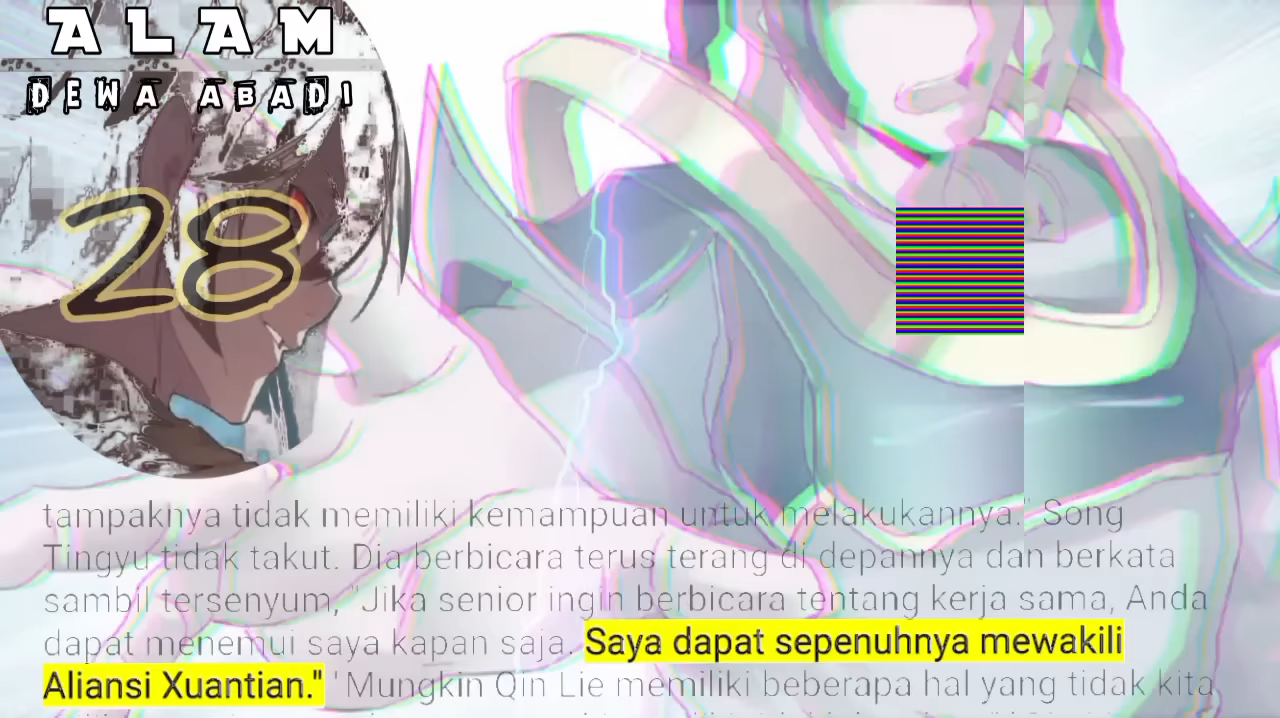 ALAM
DEWA ABADI
28
tampaknya tidak memiliki kemampuan untuk melakukannya." Song
Tingyu tidak takut. Dia berbicara terus terang di depannya dan berkata
sambil tersenyum, "Jika senior ingin berbicara tentang kerja sama, Anda
dapat menemui saya kapan saja. Saya dapat sepenuhnya mewakili
Aliansi Xuantian." 'Mungkin Qin Lie memiliki beberapa hal yang tidak kita